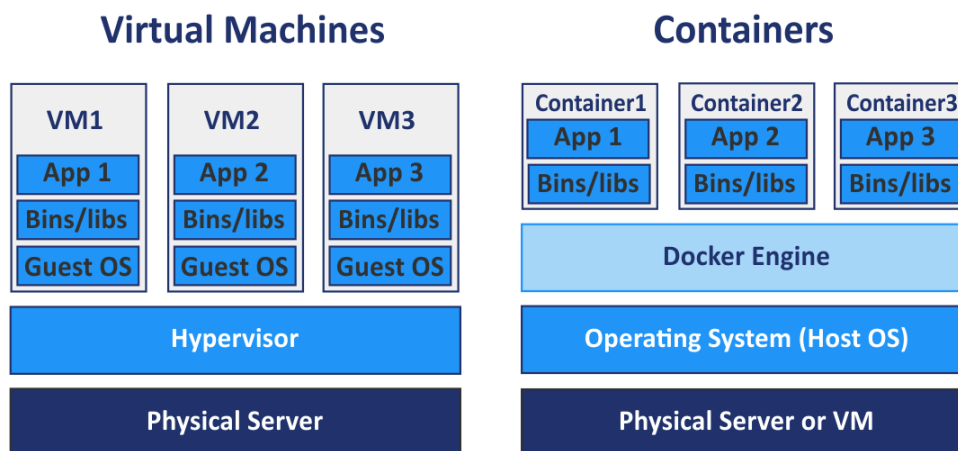 Virtual Machines
VM1
App 1
Bins/libs
Guest OS
VM2
App 2
Bins/libs
Guest OS
VM3
App 3
Bins/libs
Guest OS
Hypervisor
Physical Server
Containers
Container1
App 1
Bins/libs
Container2
App 2
Bins/libs
Container3
App 3
Bins/libs
Docker Engine
Operating System (Host OS)
Physical Server or VM